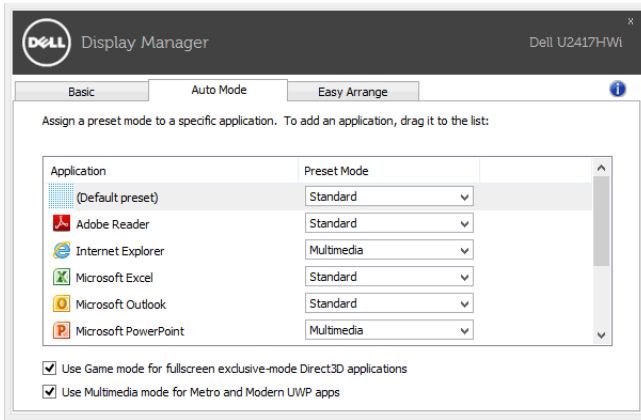 DELL Display Manager Dell U2417HWi
x
Basic Auto Mode Easy Arrange
Assign a preset mode to a specific application. To add an application, drag it to the list:
Application Preset Mode
(Default preset) Standard
Adobe Reader Standard
Internet Explorer Multimedia
Microsoft Excel Standard
Microsoft Outlook Standard
Microsoft PowerPoint Multimedia
Use Game mode for fullscreen exclusive-mode Direct3D applications
Use Multimedia mode for Metro and Modern UWP apps